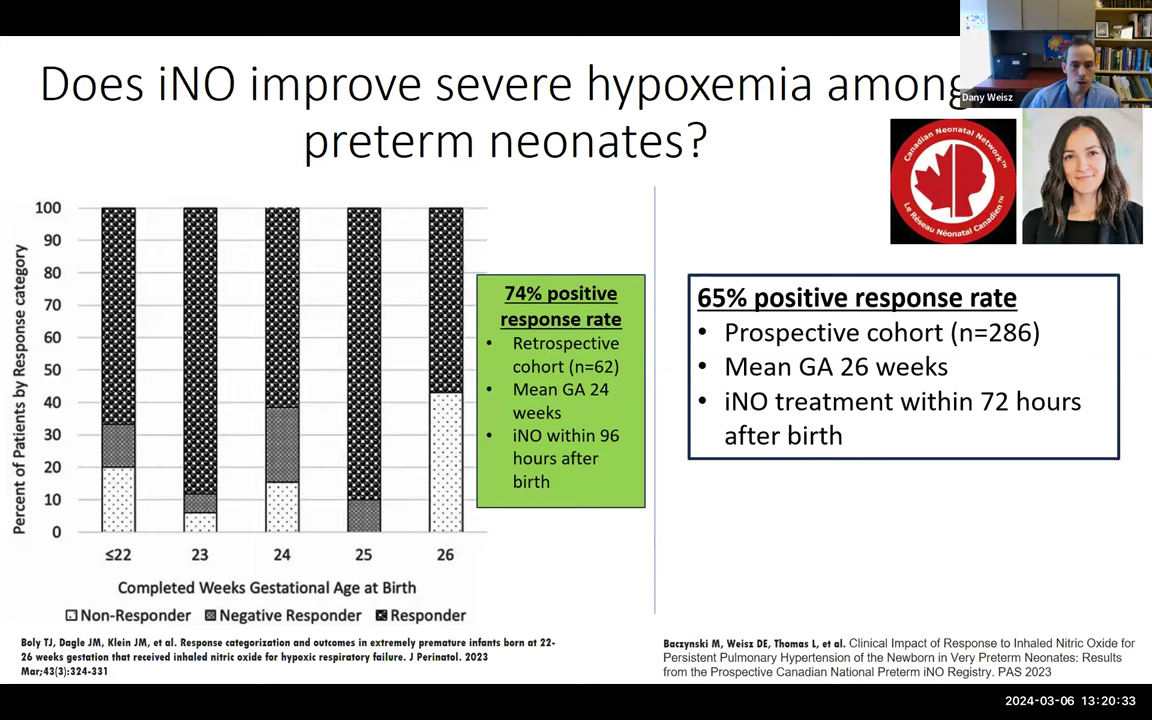 Does iNO improve severe hypoxemia among
preterm neonates?
Dany Weisz
Canadian Neonatal Network™
Le Réseau Néonatal Canadien™
Percent of Patients by Response category
100
90
80
70
60
50
40
30
20
10
0
≤22
23
24
25
26
Completed Weeks Gestational Age at Birth
Non-Responder
Negative Responder
Responder
74% positive
response rate
• Retrospective
cohort (n=62)
• Mean GA 24
weeks
• iNO within 96
hours after
birth
65% positive response rate
• Prospective cohort (n=286)
• Mean GA 26 weeks
• iNO treatment within 72 hours
after birth
Boly TJ, Dagle JM, Klein JM, et al. Response categorization and outcomes in extremely premature infants born at 22-
26 weeks gestation that received inhaled nitric oxide for hypoxic respiratory failure. J Perinatol. 2023
Mar;43(3):324-331
Baczynski M, Weisz DE, Thomas L, et al. Clinical Impact of Response to Inhaled Nitric Oxide for
Persistent Pulmonary Hypertension of the Newborn in Very Preterm Neonates: Results
from the Prospective Canadian National Preterm iNO Registry. PAS 2023
2024-03-06 13:20:33